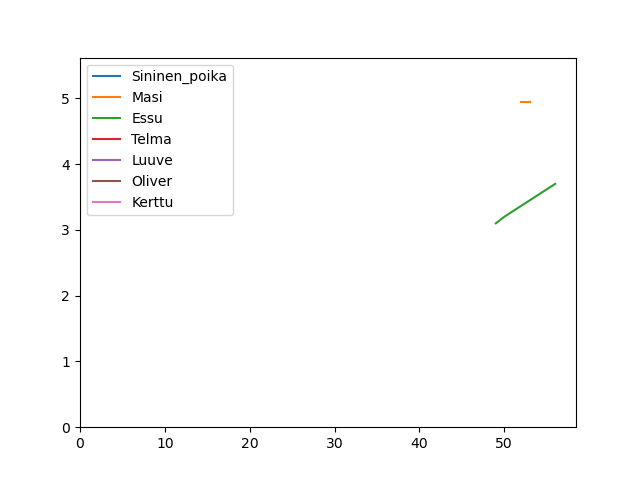 Sininen_poika
Masi
Essu
Telma
Luuve
Oliver
Kerttu
5
4
3
2
1
0
0 10 20 30 40 50